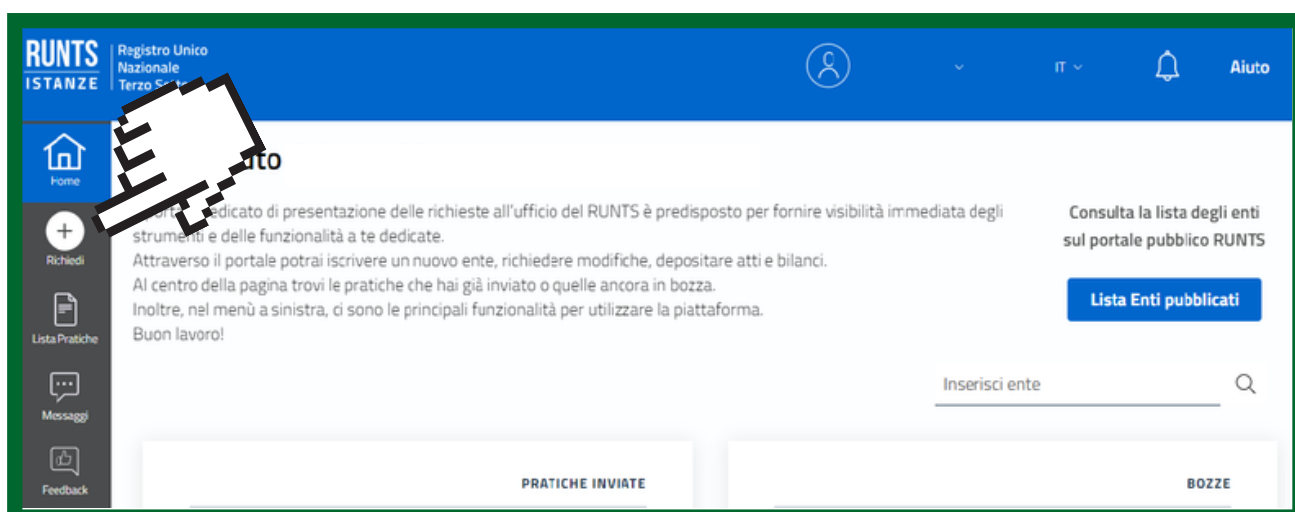 RUNTS
ISTANZE
Registro Unico
Nazionale
Terzo
IT
Aiuto
Home
Richiedi
Lista Pratiche
Messaggi
Feedback
dedicato di presentazione delle richieste all'ufficio del RUNTS è predisposto per fornire visibilità immediata degli
strumenti e delle funzionalità a te dedicate.
Attraverso il portale potrai iscrivere un nuovo ente, richiedere modifiche, depositare atti e bilanci.
Al centro della pagina trovi le pratiche che hai già inviato o quelle ancora in bozza.
Inoltre, nel menù a sinistra, ci sono le principali funzionalità per utilizzare la piattaforma.
Buon lavoro!
Consulta la lista degli enti
sul portale pubblico RUNTS
Lista Enti pubblicati
Inserisci ente
PRATICHE INVIATE
BOZZE